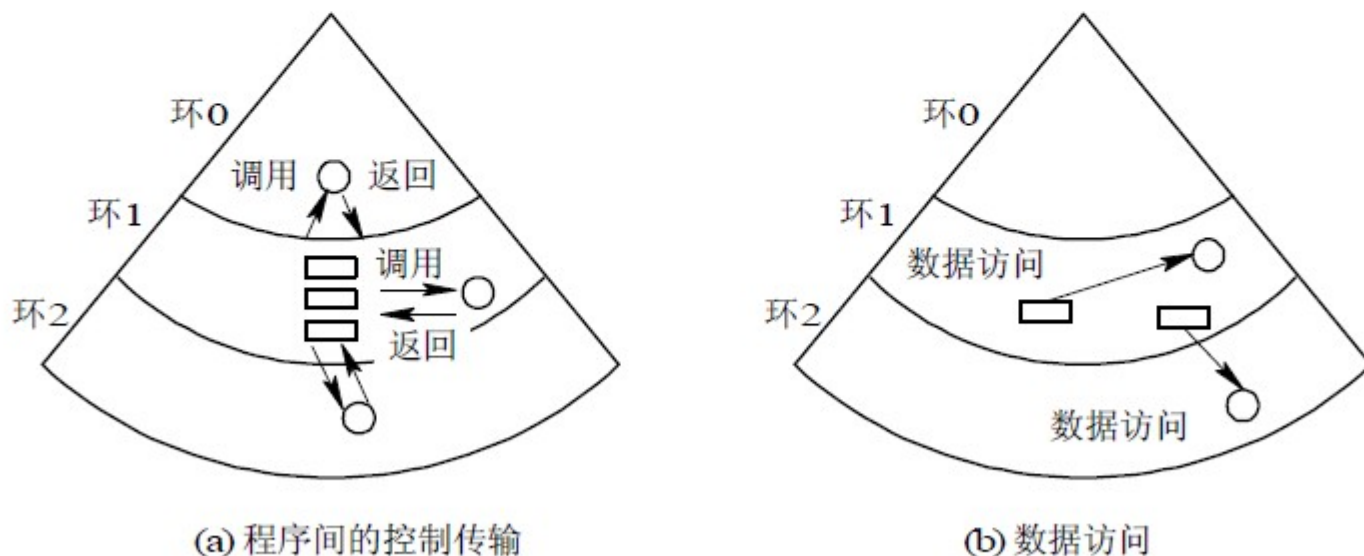 环0
调用
返回
环1
调用
环2
返回
(a) 程序间的控制传输
环0
环1
数据访问
环2
数据访问
(b) 数据访问